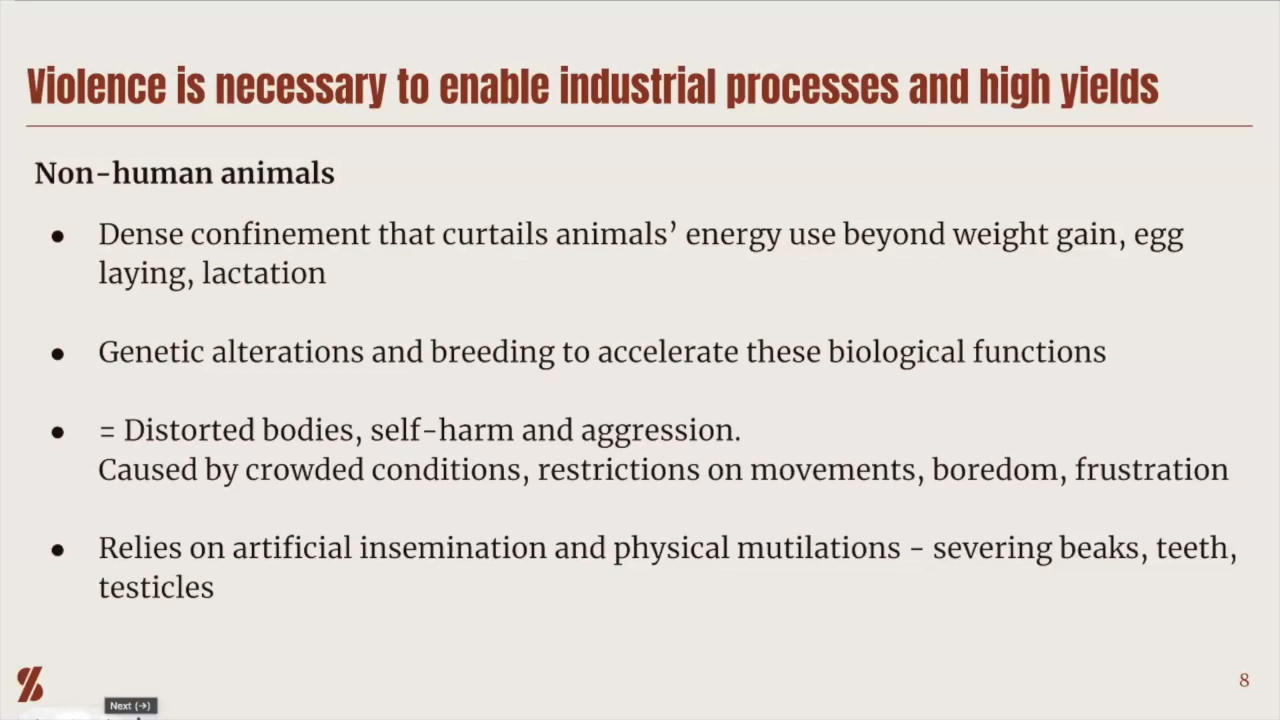 Violence is necessary to enable industrial processes and high yields
Non-human animals
● Dense confinement that curtails animals’ energy use beyond weight gain, egg
laying, lactation
● Genetic alterations and breeding to accelerate these biological functions
● = Distorted bodies, self-harm and aggression.
Caused by crowded conditions, restrictions on movements, boredom, frustration
● Relies on artificial insemination and physical mutilations - severing beaks, teeth,
testicles
8
Next (→)